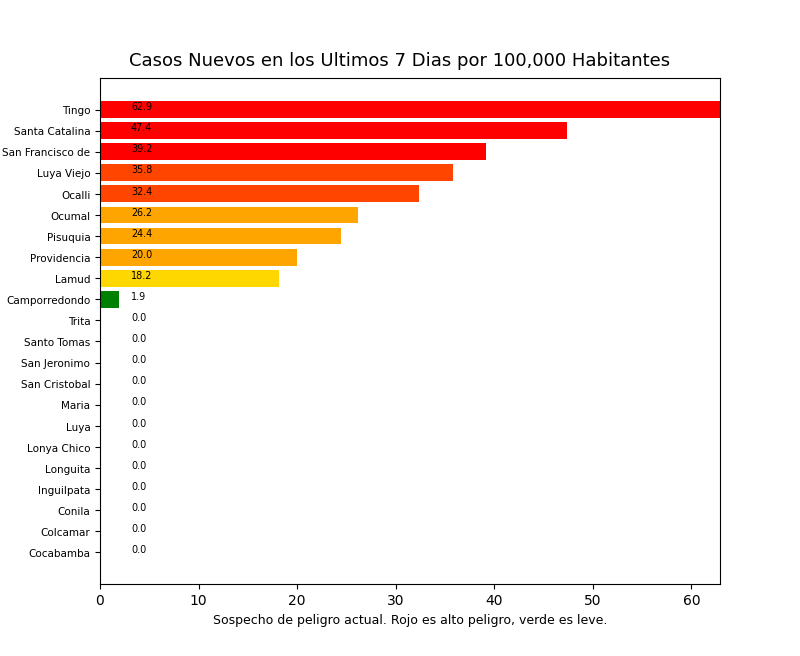 Casos Nuevos en los Ultimos 7 Dias por 100,000 Habitantes
Tingo 62.9
Santa Catalina 47.4
San Francisco de 39.2
Luya Viejo 35.8
Ocalli 32.4
Ocumal 26.2
Pisuquia 24.4
Providencia 20.0
Lamud 18.2
Camporredondo 1.9
Trita 0.0
Santo Tomas 0.0
San Jeronimo 0.0
San Cristobal 0.0
Maria 0.0
Luya 0.0
Lonya Chico 0.0
Longuita 0.0
Inguilpata 0.0
Conila 0.0
Colcamar 0.0
Cocabamba 0.0
0 10 20 30 40 50 60
Sospecho de peligro actual. Rojo es alto peligro, verde es leve.